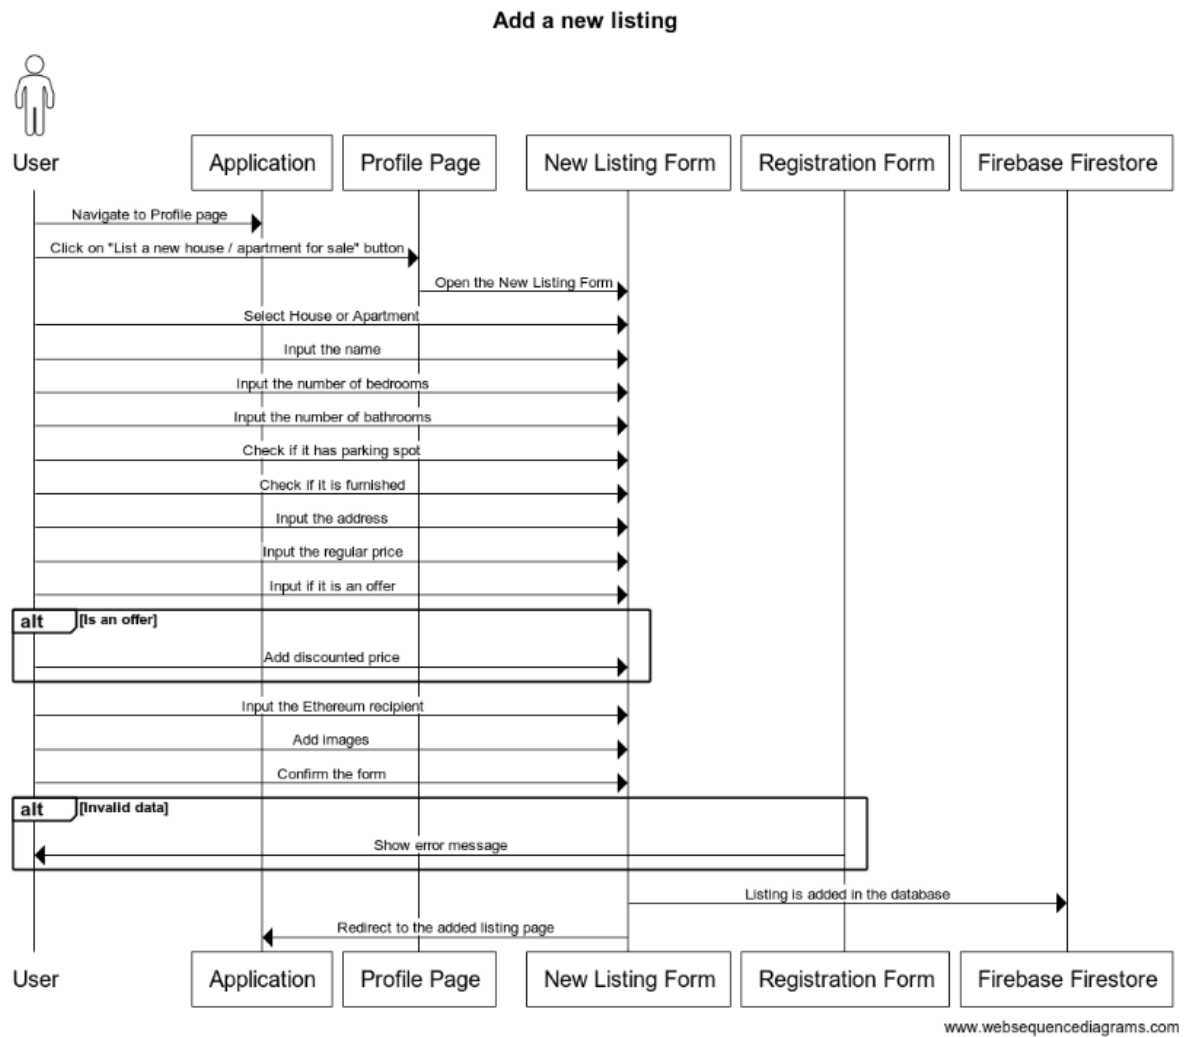 Add a new listing
User
Application
Profile Page
New Listing Form
Registration Form
Firebase Firestore
Navigate to Profile page
Click on "List a new house / apartment for sale" button
Open the New Listing Form
Select House or Apartment
Input the name
Input the number of bedrooms
Input the number of bathrooms
Check if it has parking spot
Check if it is furnished
Input the address
Input the regular price
Input if it is an offer
alt [Is an offer]
Add discounted price
Input the Ethereum recipient
Add images
Confirm the form
alt [Invalid data]
Show error message
Listing is added in the database
Redirect to the added listing page
User
Application
Profile Page
New Listing Form
Registration Form
Firebase Firestore
www.websequencediagrams.com